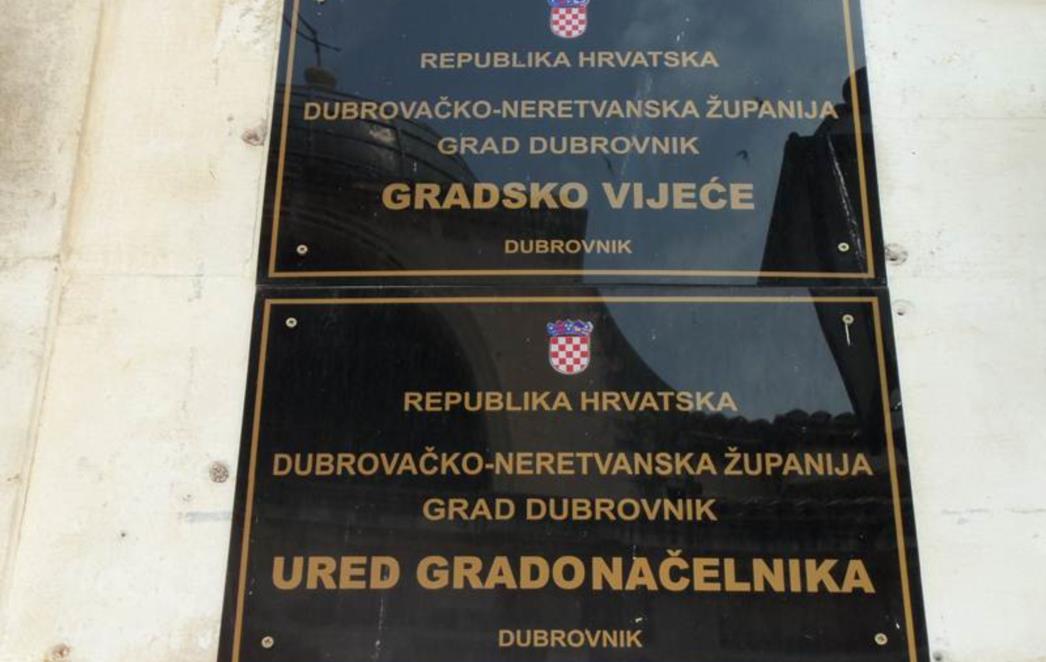 REPUBLIKA HRVATSKA
DUBROVAČKO-NERETVANSKA ŽUPANIJA
GRAD DUBROVNIK
GRADSKO VIJEĆE
DUBROVNIK
REPUBLIKA HRVATSKA
DUBROVAČKO-NERETVANSKA ŽUPANIJA
GRAD DUBROVNIK
URED GRADONAČELNIKA
DUBROVNIK